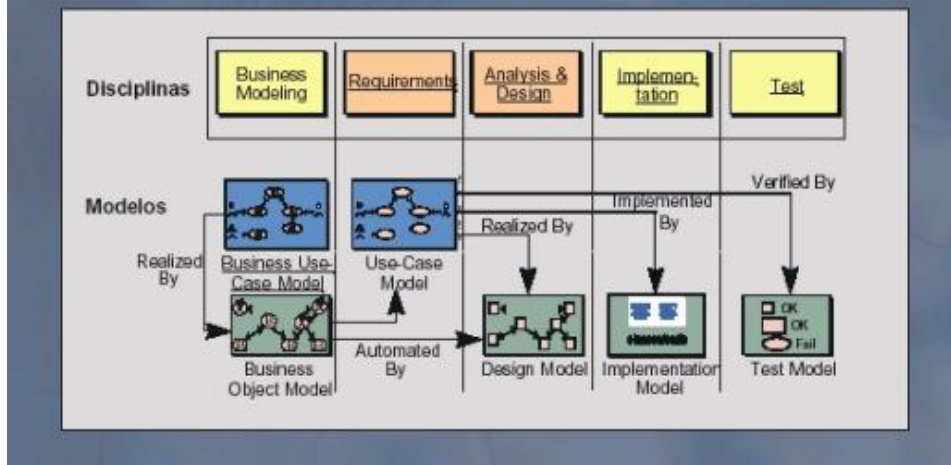 Disciplinas
Business
Modeling
Requirements
Analysis &
Design
Implemen-
tation
Test
Modelos
Verified By
Implemented
By
Realized By
Realized
By
Business Use-
Case Model
Use-Case
Model
Automated
By
OK
OK
Fail
Business
Object Model
Design Model
Implementation
Model
Test Model